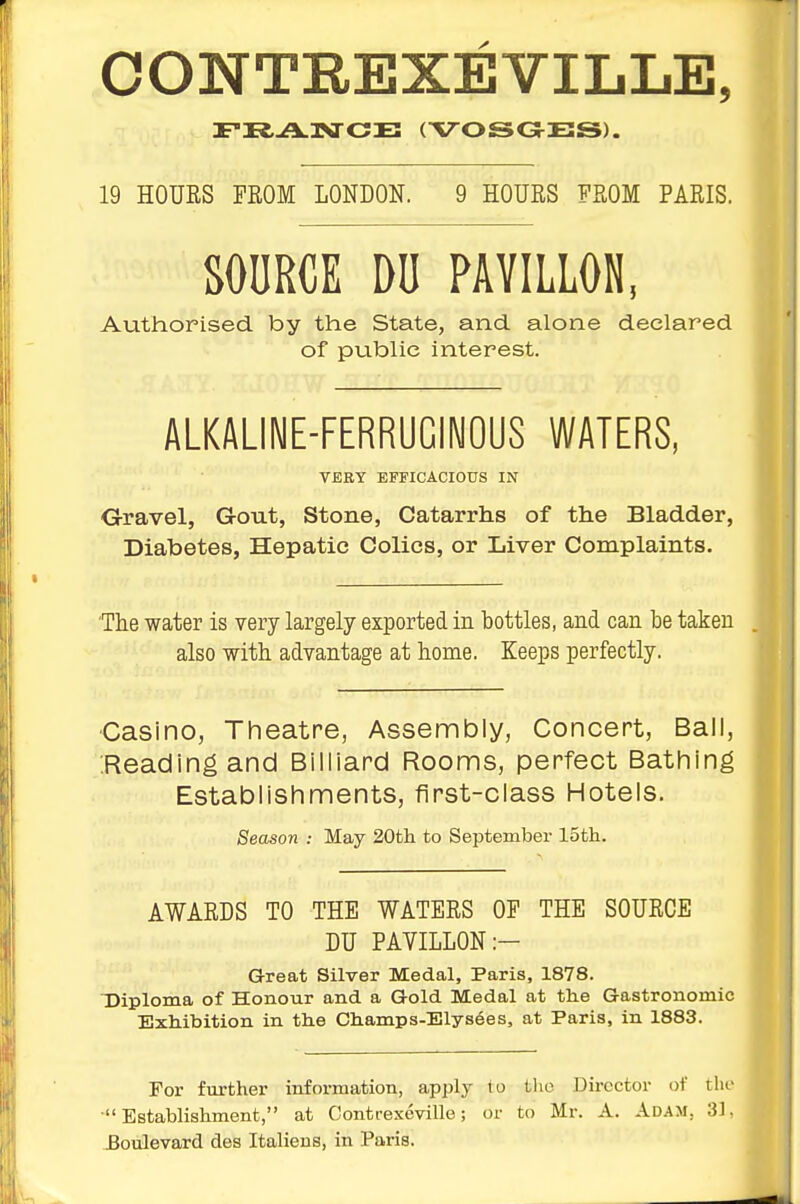 CONTREXÉVILLE,
FRANCE (VOSGES).
19 HOURS FROM LONDON. 9 HOURS FROM PARIS.
SOURCE DU PAVILLON,
Authorised by the State, and alone declared
of public interest.
ALKALINE-FERRUGINOUS WATERS,
VERY EFFICACIOUS IN
Gravel, Gout, Stone, Catarrhs of the Bladder,
Diabetes, Hepatic Colics, or Liver Complaints.
The water is very largely exported in bottles, and can be taken
also with advantage at home. Keeps perfectly.
Casino, Theatre, Assembly, Concert, Ball,
Reading and Billiard Rooms, perfect Bathing
Establishments, first-class Hotels.
Season : May 20th to September 15th.
AWARDS TO THE WATERS OF THE SOURCE
DU PAVILLON:—
Great Silver Medal, Paris, 1878.
Diploma of Honour and a Gold Medal at the Gastronomic
Exhibition in the Champs-Elysées, at Paris, in 1883.
For further information, apply to the Director of the
"Establishment," at Contrexéville; or to Mr. A. ADAM, 31,
Boulevard des Italiens, in Paris.